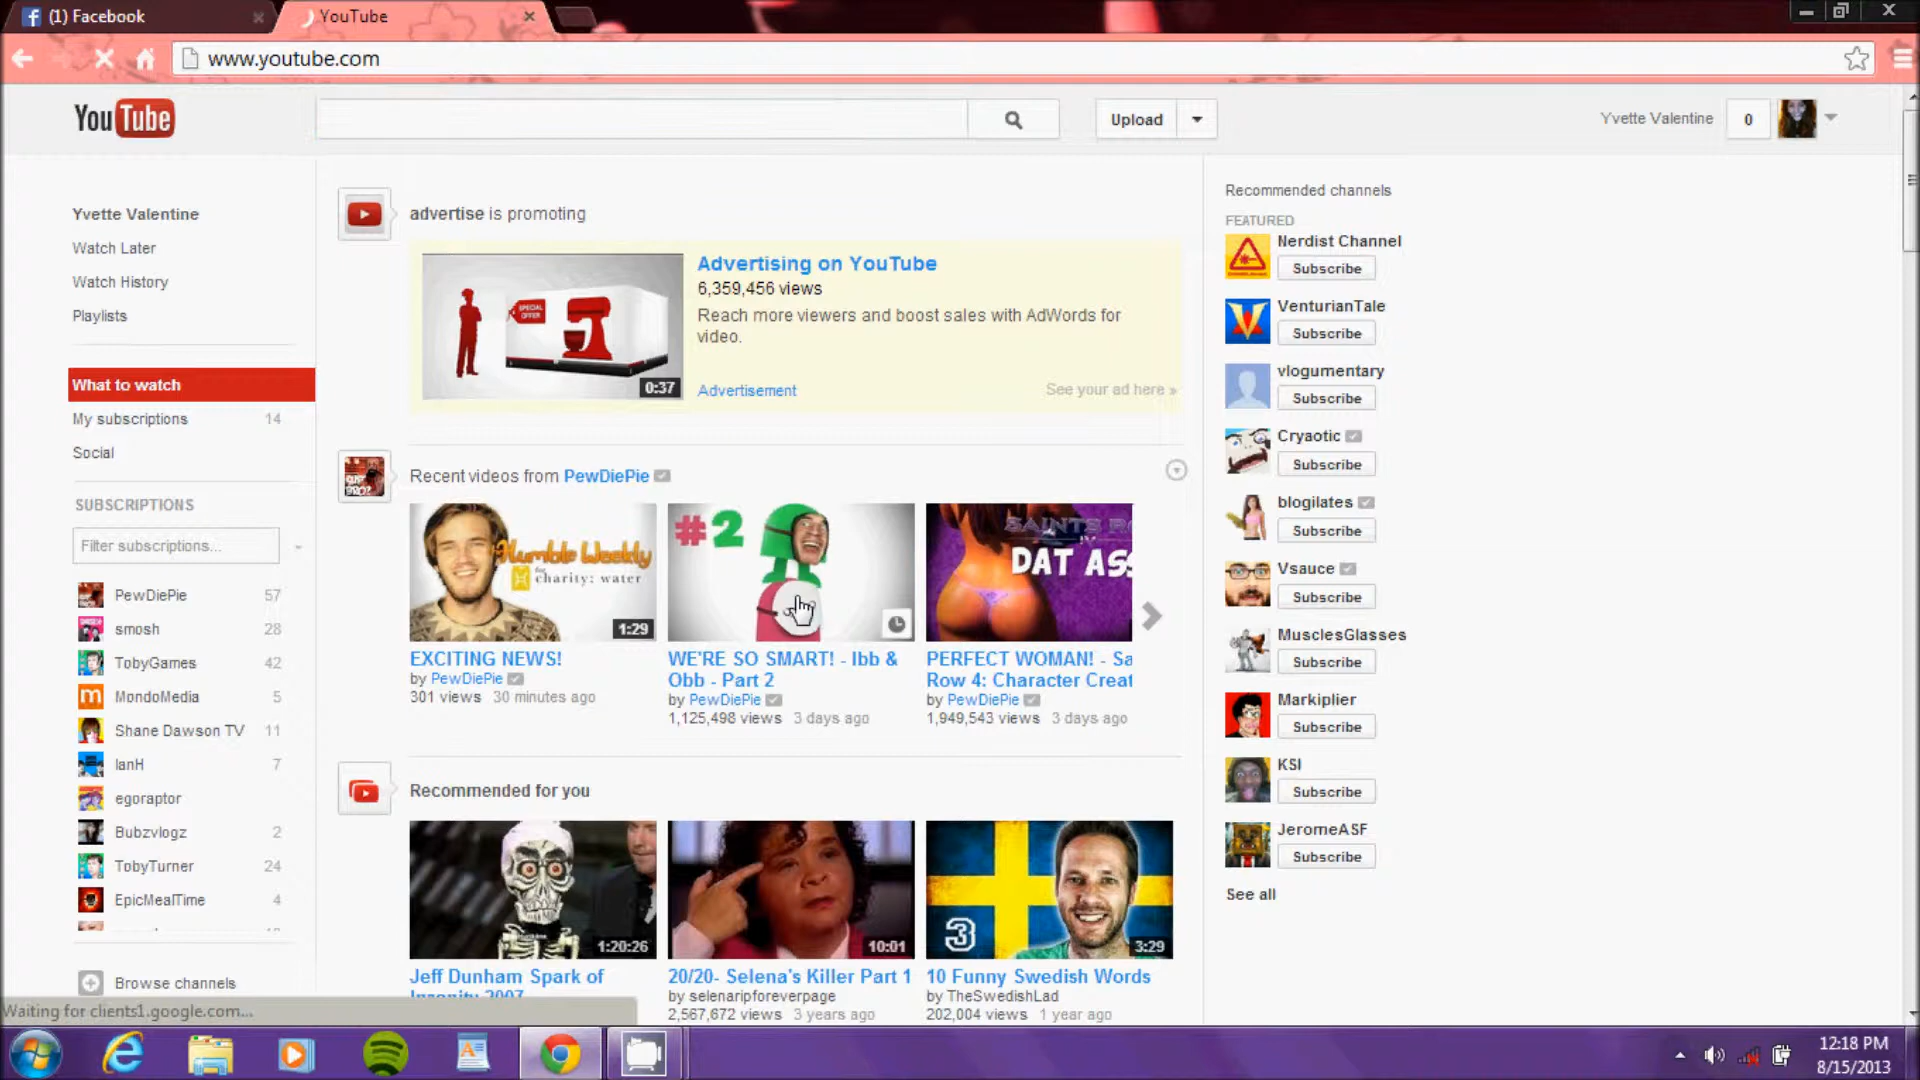 (1) Facebook
YouTube
www.youtube.com
YouTube
Upload
Yvette Valentine
0
Yvette Valentine
Watch Later
Watch History
Playlists
What to watch
My subscriptions 14
Social
SUBSCRIPTIONS
Filter subscriptions...
PewDiePie 57
smosh 28
TobyGames 42
MondoMedia 5
Shane Dawson TV 11
IanH 7
egoraptor
Bubzvlogz 2
TobyTurner 24
EpicMealTime 4
Browse channels
advertise is promoting
SPECIAL
OFFER
0:37
Advertising on YouTube
6,359,456 views
Reach more viewers and boost sales with AdWords for
video.
Advertisement
See your ad here »
Recent videos from PewDiePie
Humble Weekly
for
charity: water
1:29
EXCITING NEWS!
by PewDiePie
301 views 30 minutes ago
#2
WE'RE SO SMART! - Ibb &
Obb - Part 2
by PewDiePie
1,125,498 views 3 days ago
SAINTS
DAT AS
PERFECT WOMAN! - Sa
Row 4: Character Creat
by PewDiePie
1,949,543 views 3 days ago
Recommended for you
1:20:26
Jeff Dunham Spark of
Insanity 2007
10:01
20/20- Selena's Killer Part 1
by selenaripforeverpage
2,567,672 views 3 years ago
3
3:29
10 Funny Swedish Words
by TheSwedishLad
202,004 views 1 year ago
Recommended channels
FEATURED
Nerdist Channel
Subscribe
VenturianTale
Subscribe
vlogumentary
Subscribe
Cryaotic
Subscribe
blogilates
Subscribe
Vsauce
Subscribe
MusclesGlasses
Subscribe
Markiplier
Subscribe
KSI
Subscribe
JeromeASF
Subscribe
See all
Waiting for clients1.google.com...
12:18 PM
8/15/2013